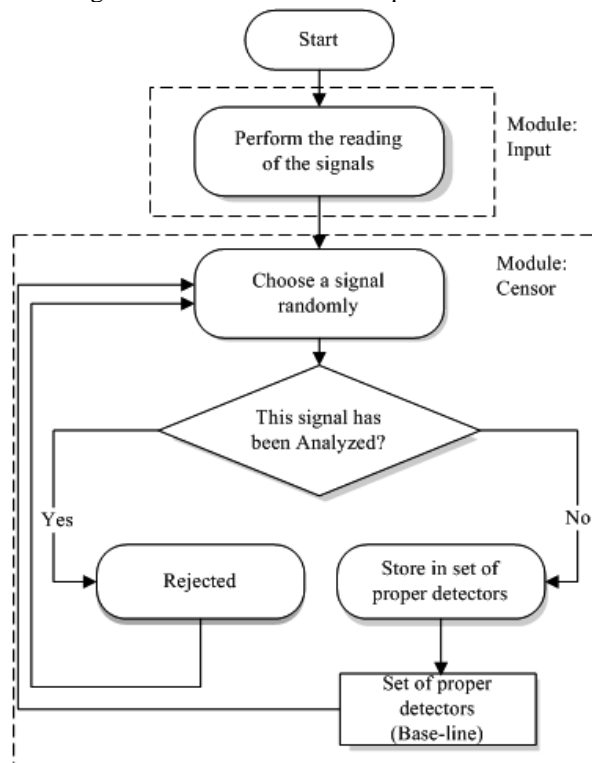 Start
Perform the reading
of the signals
Module:
Input
Choose a signal
randomly
Module:
Censor
This signal has
been Analyzed?
Yes
No
Rejected
Store in set of
proper detectors
Set of proper
detectors
(Base-line)